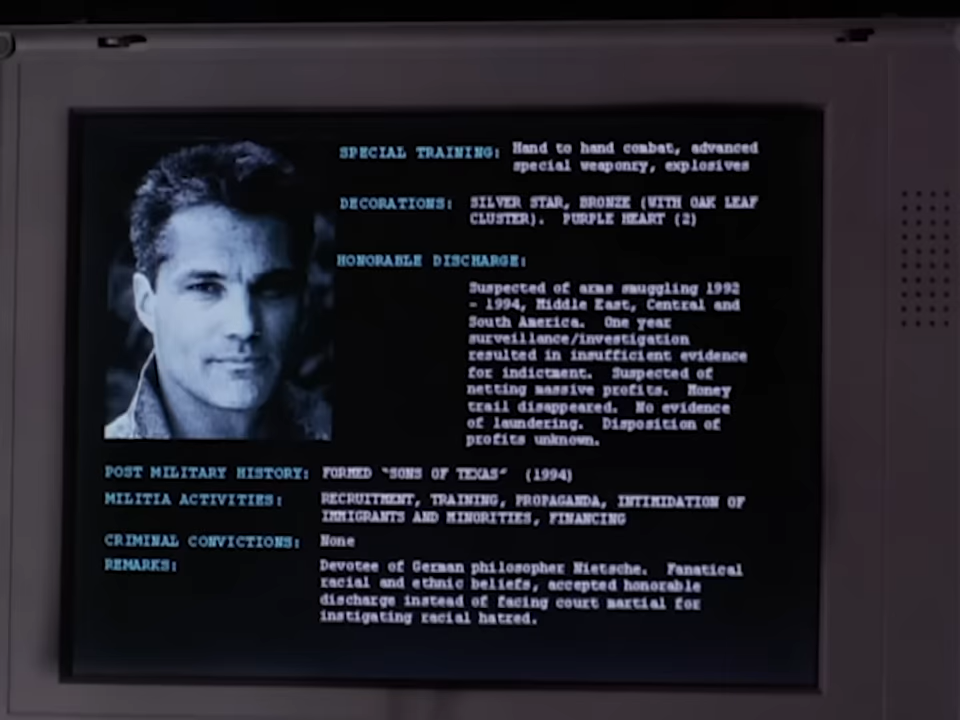 SPECIAL TRAINING: Hand to hand combat, advanced
special weaponry, explosives
DECORATIONS: SILVER STAR, BRONZE (WITH OAK LEAF
CLUSTER). PURPLE HEART (2)
HONORABLE DISCHARGE:
Suspected of arms smuggling 1992
- 1994, Middle East, Central and
South America. One year
surveillance/investigation
resulted in insufficient evidence
for indictment. Suspected of
netting massive profits. Money
trail disappeared. No evidence
of laundering. Disposition of
profits unknown.
POST MILITARY HISTORY: FORMED "SONS OF TEXAS" (1994)
MILITIA ACTIVITIES: RECRUITMENT, TRAINING, PROPAGANDA, INTIMIDATION OF
IMMIGRANTS AND MINORITIES, FINANCING
CRIMINAL CONVICTIONS: None
REMARKS: Devotee of German philosopher Nietsche. Fanatical
racial and ethnic beliefs, accepted honorable
discharge instead of facing court martial for
instigating racial hatred.